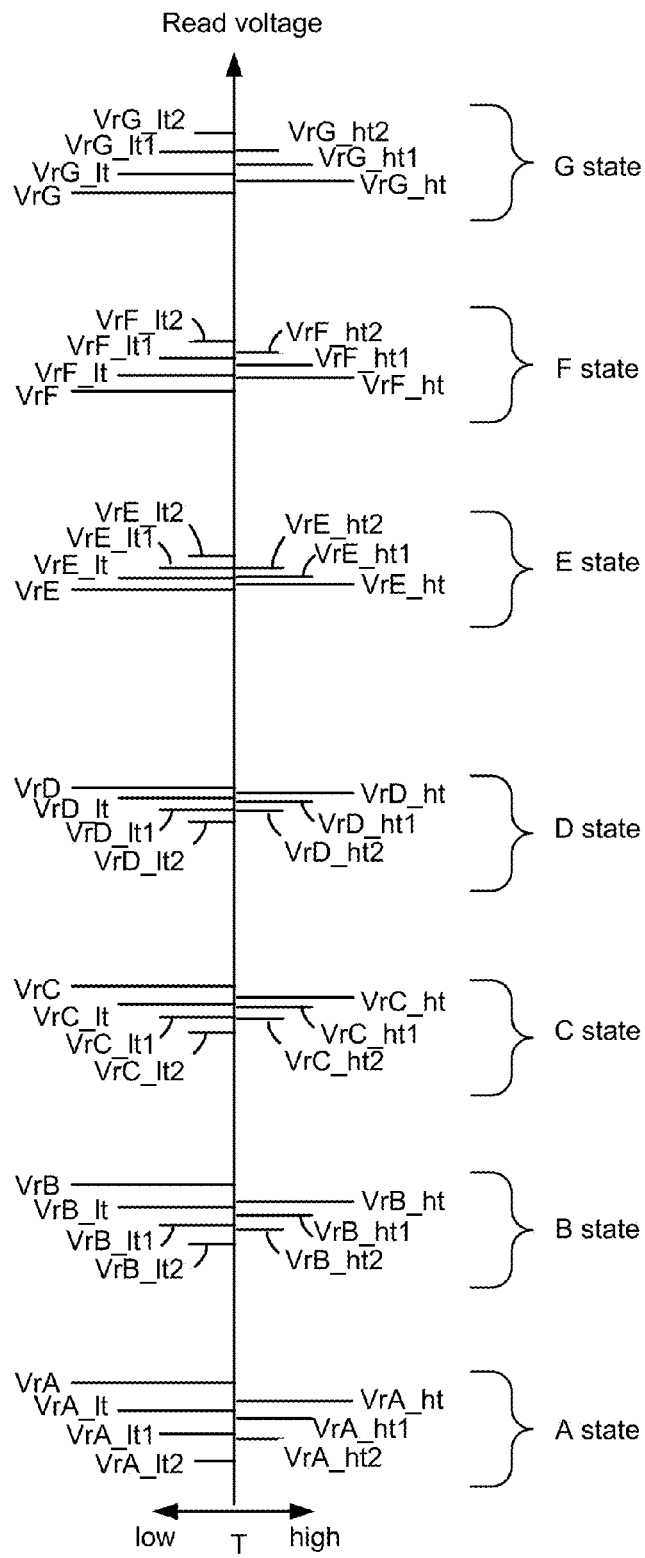 Read voltage
VrG_lt2
VrG_lt1
VrG_lt
VrG
VrG_ht2
VrG_ht1
VrG_ht
G state
VrF_lt2
VrF_lt1
VrF_lt
VrF
VrF_ht2
VrF_ht1
VrF_ht
F state
VrE_lt2
VrE_lt1
VrE_lt
VrE
VrE_ht2
VrE_ht1
VrE_ht
E state
VrD
VrD_lt
VrD_lt1
VrD_lt2
VrD_ht
VrD_ht1
VrD_ht2
D state
VrC
VrC_lt
VrC_lt1
VrC_lt2
VrC_ht
VrC_ht1
VrC_ht2
C state
VrB
VrB_lt
VrB_lt1
VrB_lt2
VrB_ht
VrB_ht1
VrB_ht2
B state
VrA
VrA_lt
VrA_lt1
VrA_lt2
VrA_ht
VrA_ht1
VrA_ht2
A state
low T high